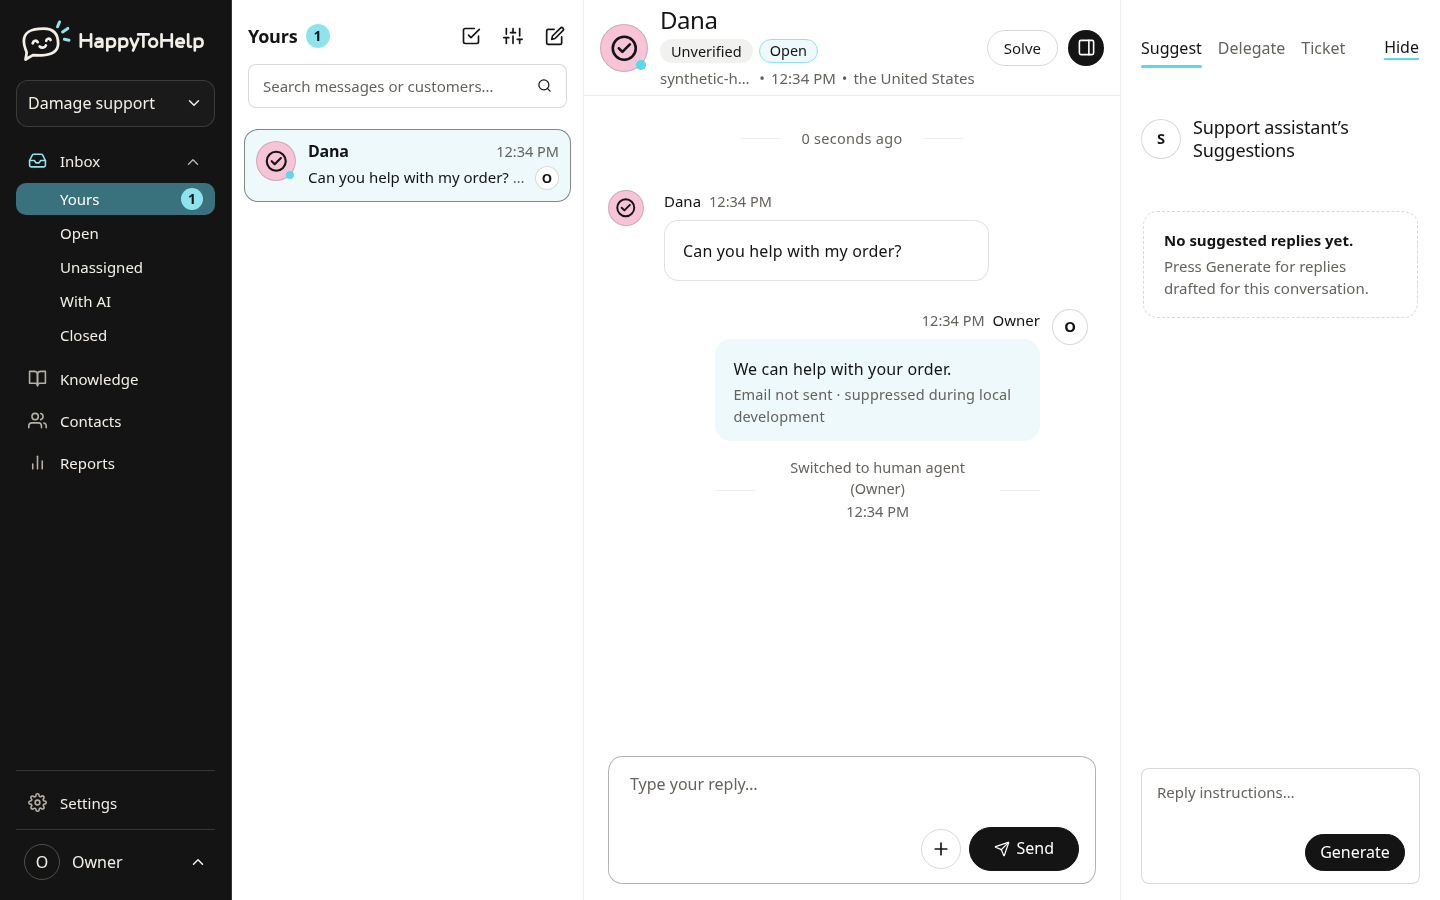 HappyToHelp
Damage support
Inbox
Yours 1
Open
Unassigned
With AI
Closed
Knowledge
Contacts
Reports
Settings
O Owner
Yours 1
Search messages or customers...
Dana 12:34 PM
Can you help with my order? ... O
Dana
Unverified Open
synthetic-h... • 12:34 PM • the United States
Solve
0 seconds ago
Dana 12:34 PM
Can you help with my order?
12:34 PM Owner O
We can help with your order.
Email not sent · suppressed during local
development
Switched to human agent
(Owner)
12:34 PM
Type your reply...
Send
Suggest Delegate Ticket Hide
S
Support assistant’s
Suggestions
No suggested replies yet.
Press Generate for replies
drafted for this conversation.
Reply instructions...
Generate